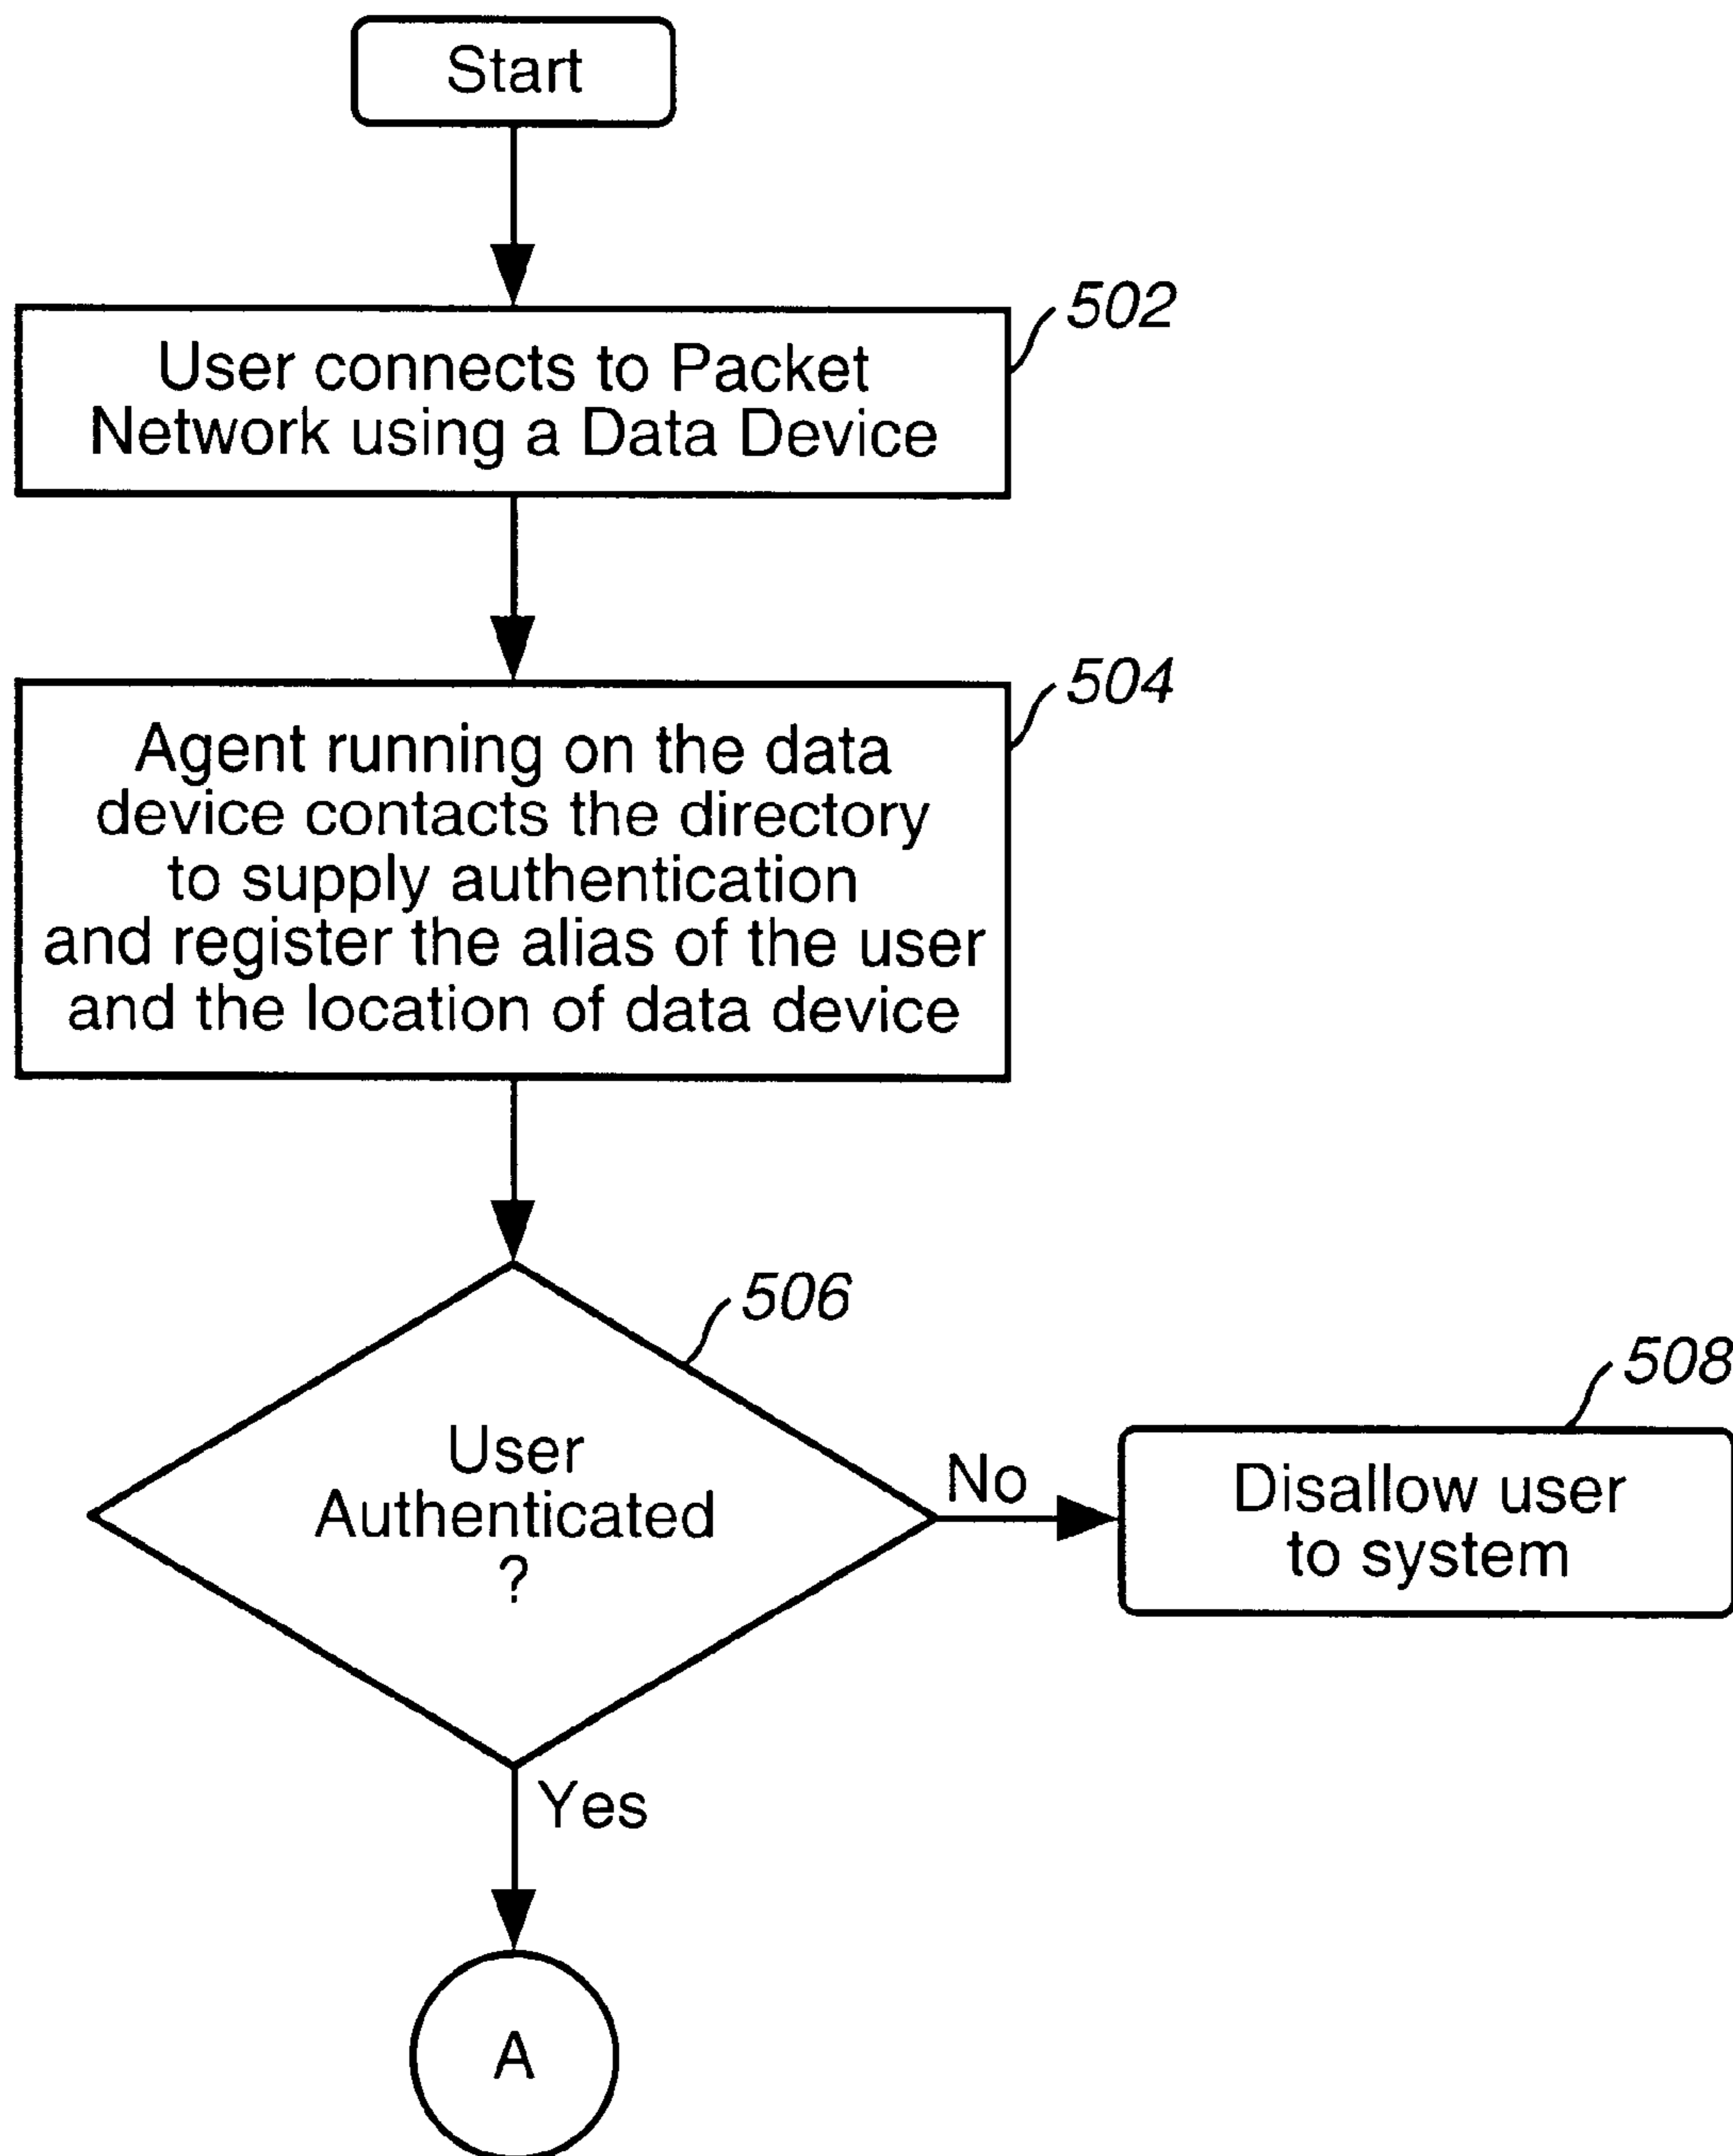 Start
502
User connects to Packet
Network using a Data Device
504
Agent running on the data
device contacts the directory
to supply authentication
and register the alias of the user
and the location of data device
506
User
Authenticated
?
No
508
Disallow user
to system
Yes
A